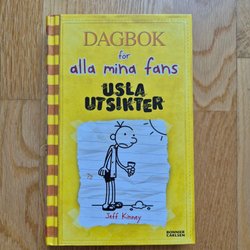 DAGBOK
för
alla mina fans
USLA
UTSIKTER
Jeff Kinney
BONNIER
CARLSEN